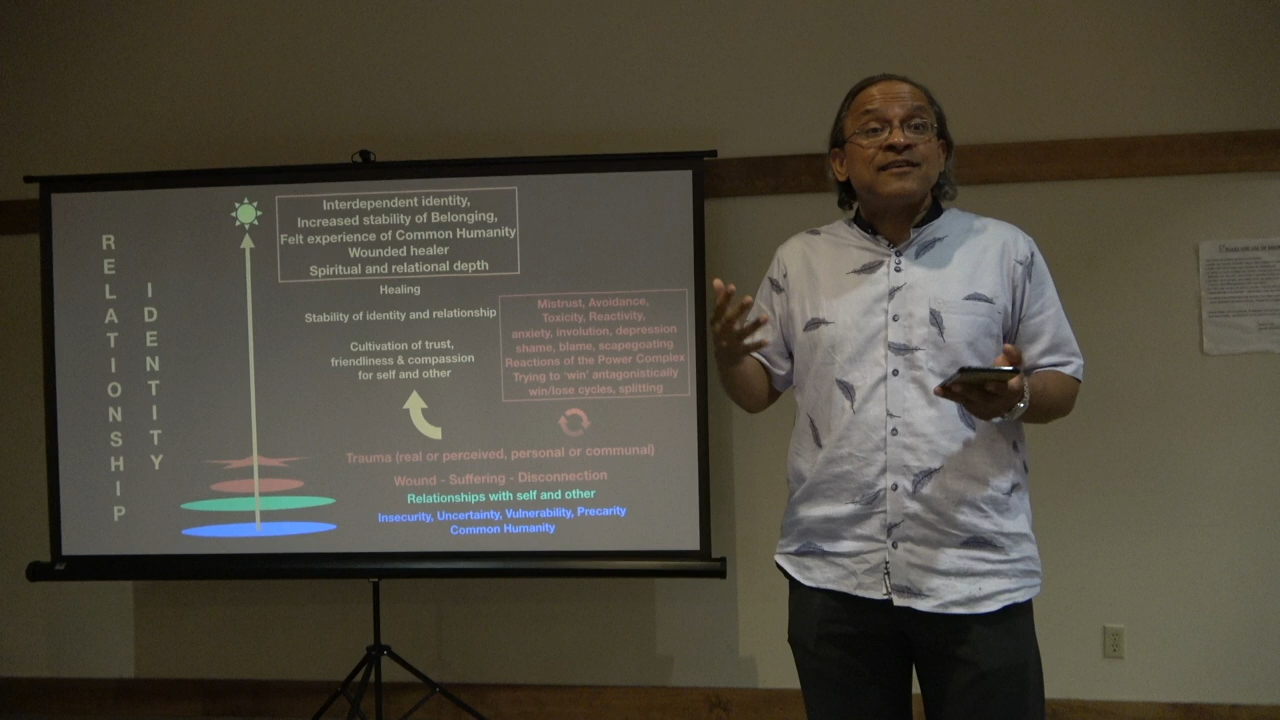 RELATIONSHIP
IDENTITY
Interdependent identity,
Increased stability of Belonging,
Felt experience of Common Humanity
Wounded healer
Spiritual and relational depth
Healing
Stability of identity and relationship
Cultivation of trust,
friendliness & compassion
for self and other
Mistrust, Avoidance,
Toxicity, Reactivity,
anxiety, involution, depression
shame, blame, scapegoating
Reactions of the Power Complex
Trying to 'win' antagonistically
win/lose cycles, splitting
Trauma (real or perceived, personal or communal)
Wound - Suffering - Disconnection
Relationships with self and other
Insecurity, Uncertainty, Vulnerability, Precarity
Common Humanity